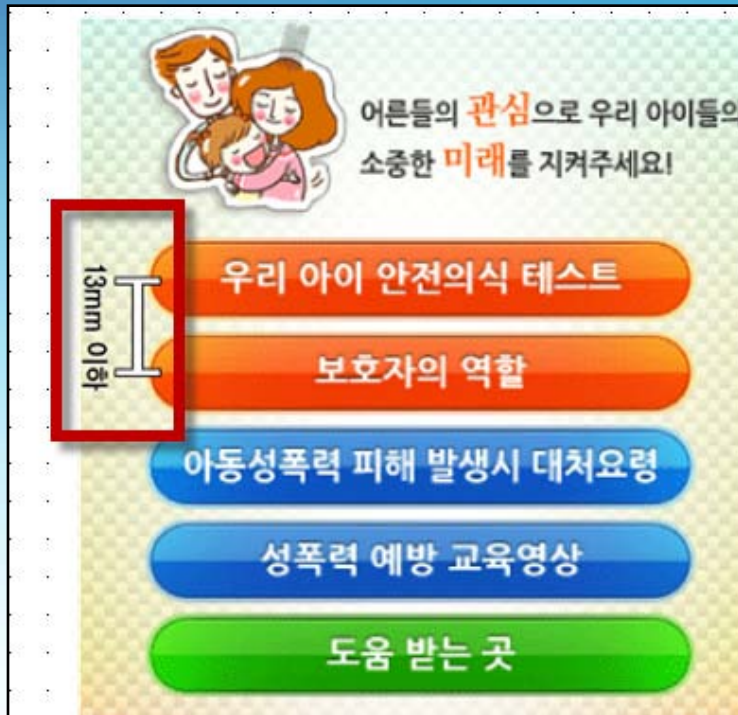 어른들의 관심으로 우리 아이들의
소중한 미래를 지켜주세요!
13mm 이하
우리 아이 안전의식 테스트
보호자의 역할
아동성폭력 피해 발생시 대처요령
성폭력 예방 교육영상
도움 받는 곳